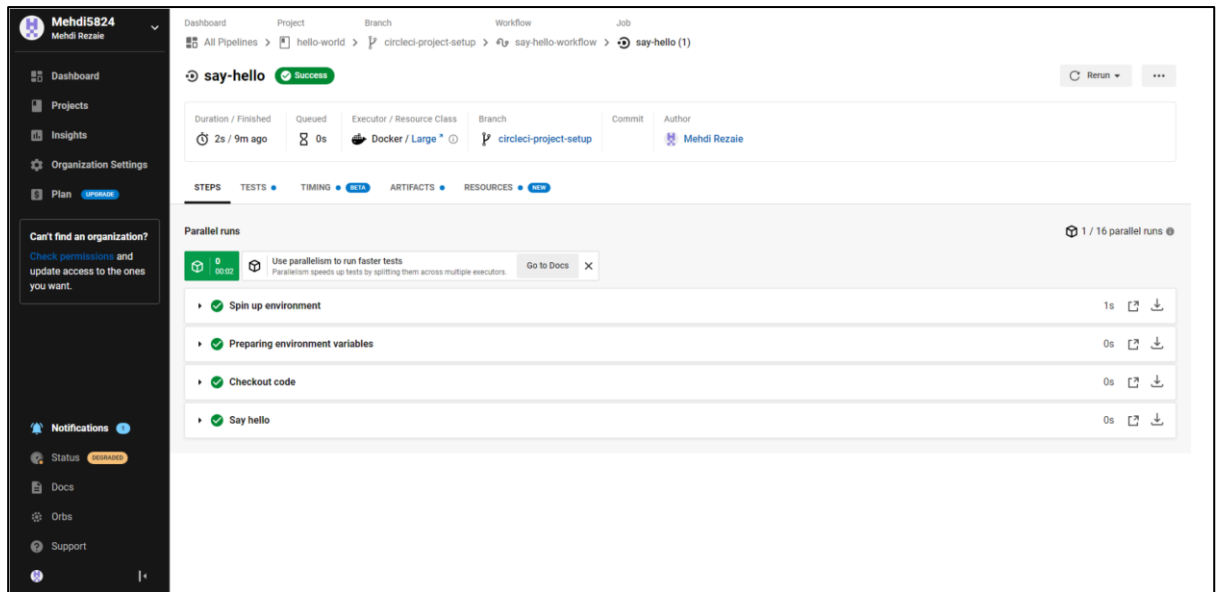 Mehdi5824
Mehdi Rezaie
Dashboard
Projects
Insights
Organization Settings
Plan UPGRADE
Can't find an organization?
Check permissions and
update access to the ones
you want.
Notifications 1
Status DEGRADED
Docs
Orbs
Support
Dashboard Project Branch Workflow Job
All Pipelines > hello-world > circleci-project-setup > say-hello-workflow > say-hello (1)
say-hello Success
Rerun
Duration / Finished Queued Executor / Resource Class Branch Commit Author
2s / 9m ago 0s Docker / Large * circleci-project-setup Mehdi Rezaie
STEPS TESTS TIMING BETA ARTIFACTS RESOURCES NEW
Parallel runs 1 / 16 parallel runs
0
00:02
Use parallelism to run faster tests
Parallelism speeds up tests by splitting them across multiple executors.
Go to Docs
Spin up environment 1s
Preparing environment variables 0s
Checkout code 0s
Say hello 0s